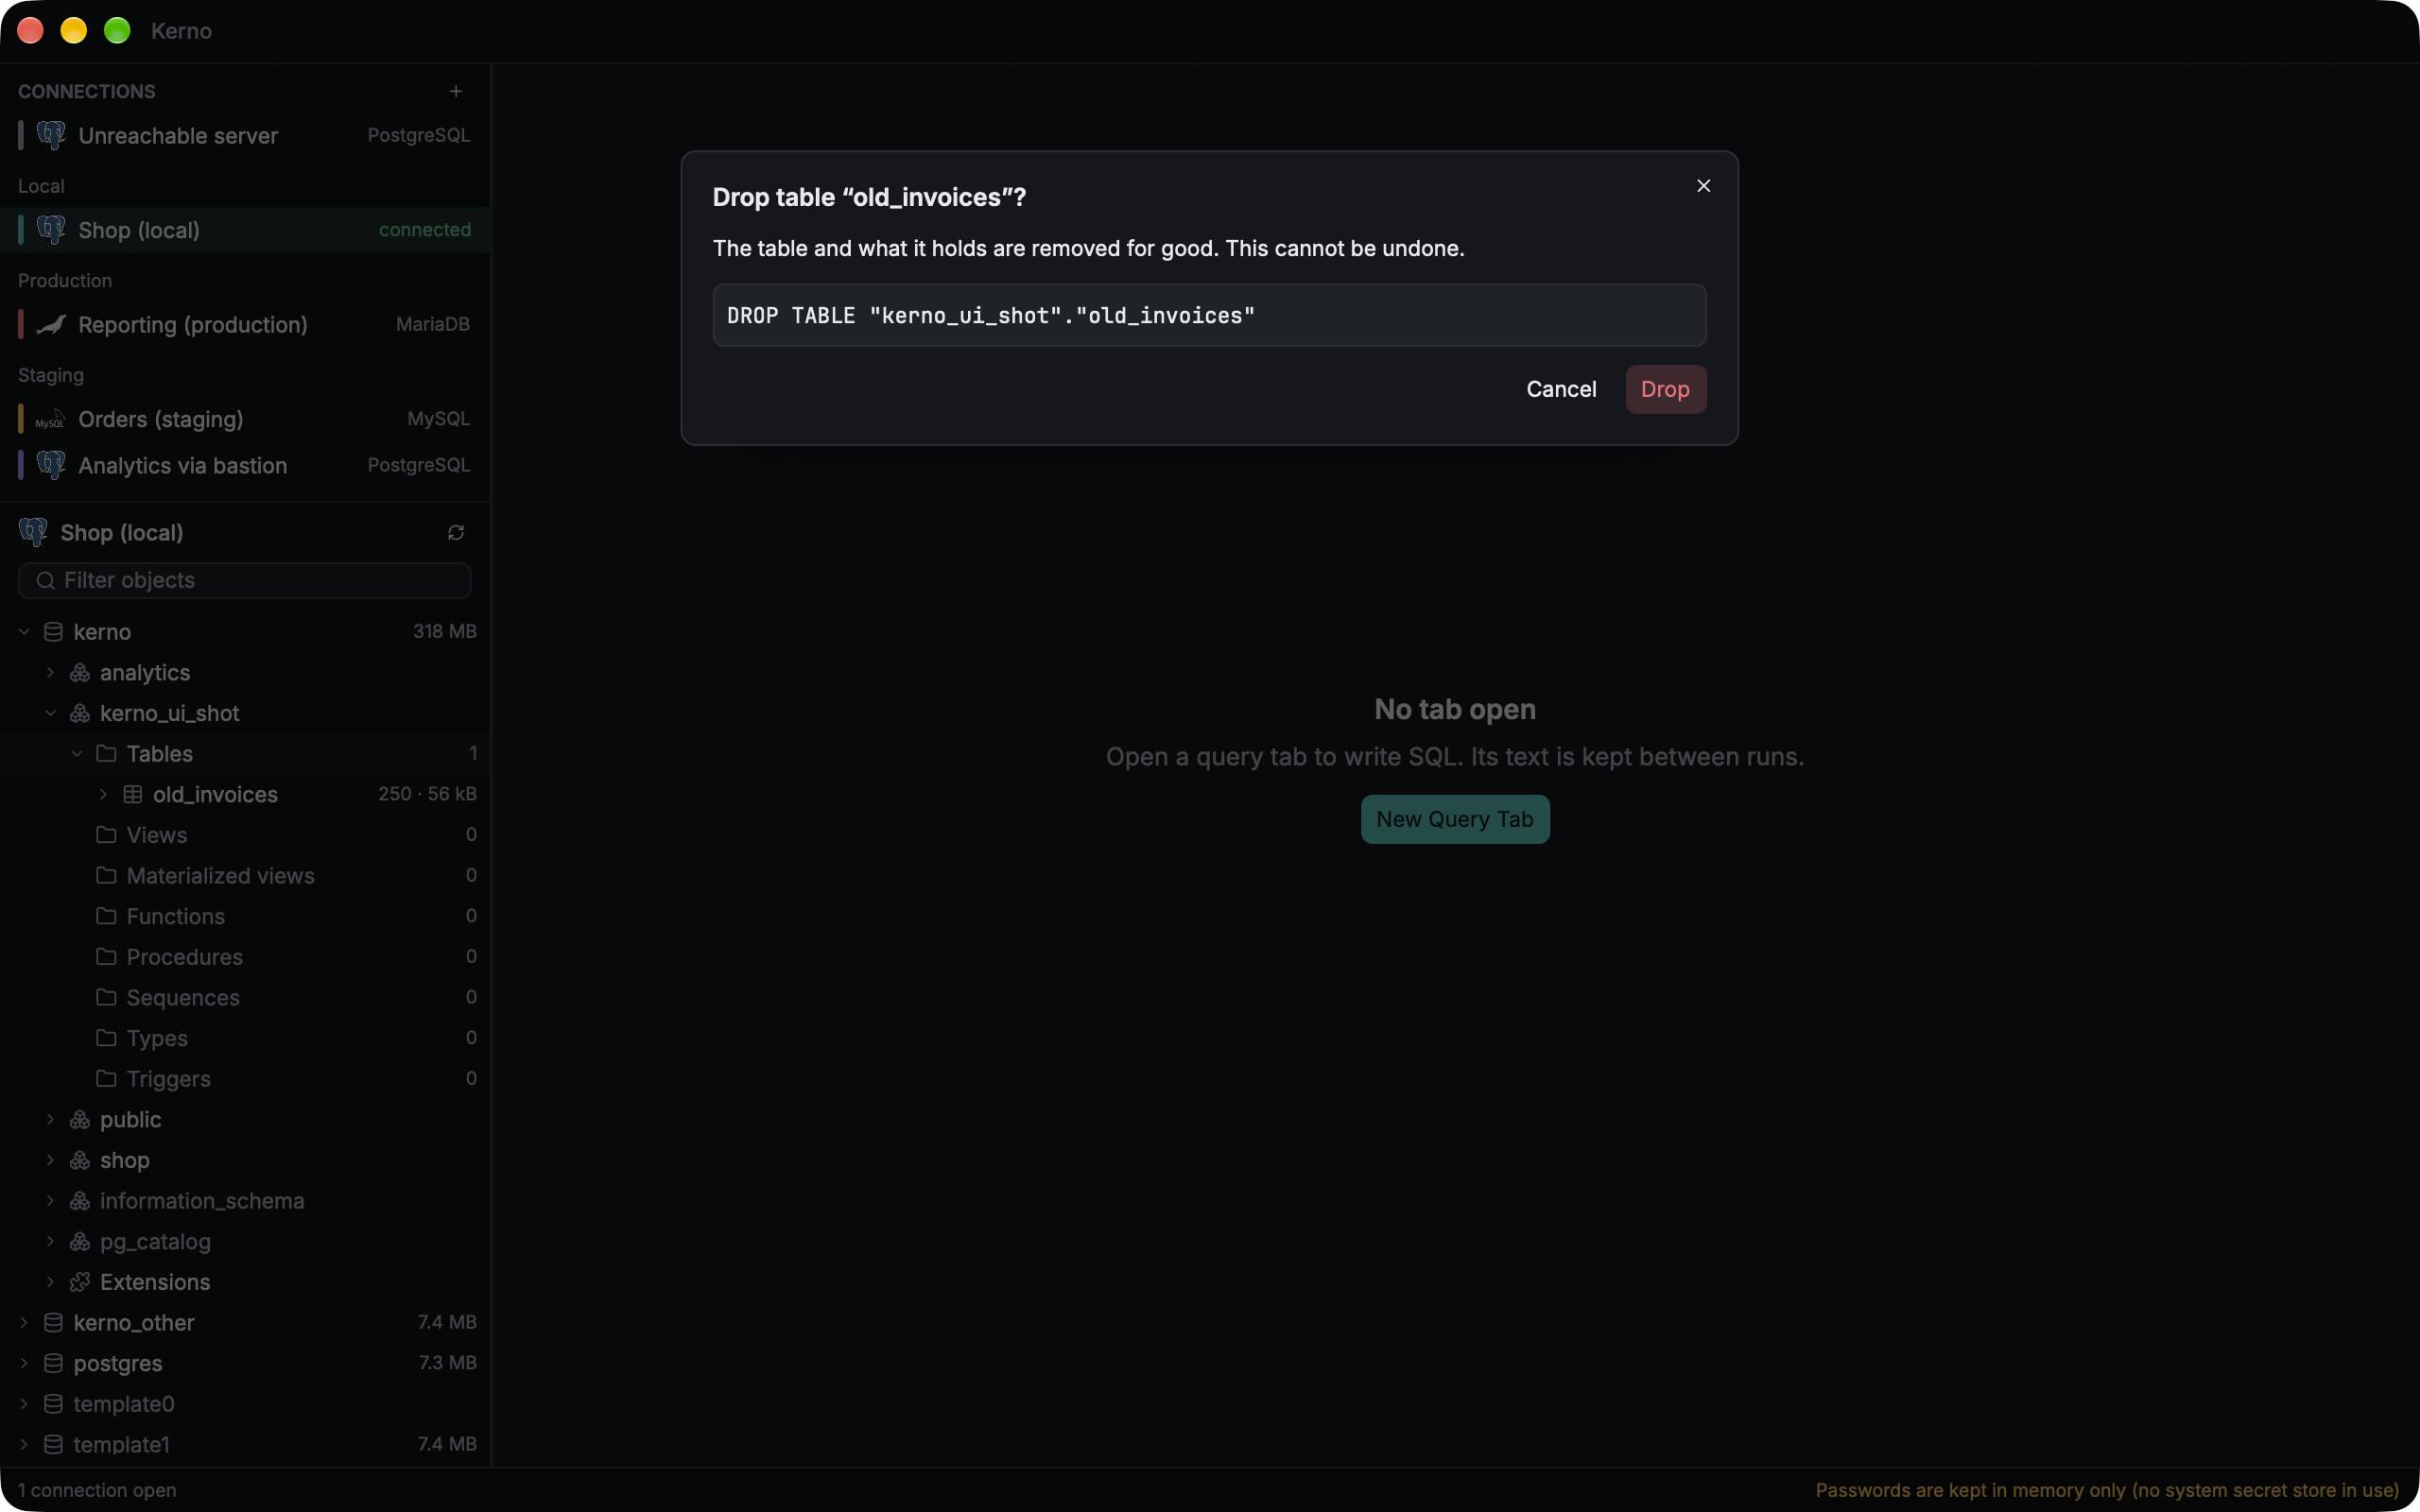 Kerno
CONNECTIONS
Unreachable server PostgreSQL
Local
Shop (local) connected
Production
Reporting (production) MariaDB
Staging
MySQL Orders (staging) MySQL
Analytics via bastion PostgreSQL
Shop (local)
Filter objects
kerno 318 MB
analytics
kerno_ui_shot
Tables 1
old_invoices 250 · 56 kB
Views 0
Materialized views 0
Functions 0
Procedures 0
Sequences 0
Types 0
Triggers 0
public
shop
information_schema
pg_catalog
Extensions
kerno_other 7.4 MB
postgres 7.3 MB
template0
template1 7.4 MB
1 connection open
Drop table “old_invoices”?
The table and what it holds are removed for good. This cannot be undone.
DROP TABLE "kerno_ui_shot"."old_invoices"
Cancel Drop
No tab open
Open a query tab to write SQL. Its text is kept between runs.
New Query Tab
Passwords are kept in memory only (no system secret store in use)